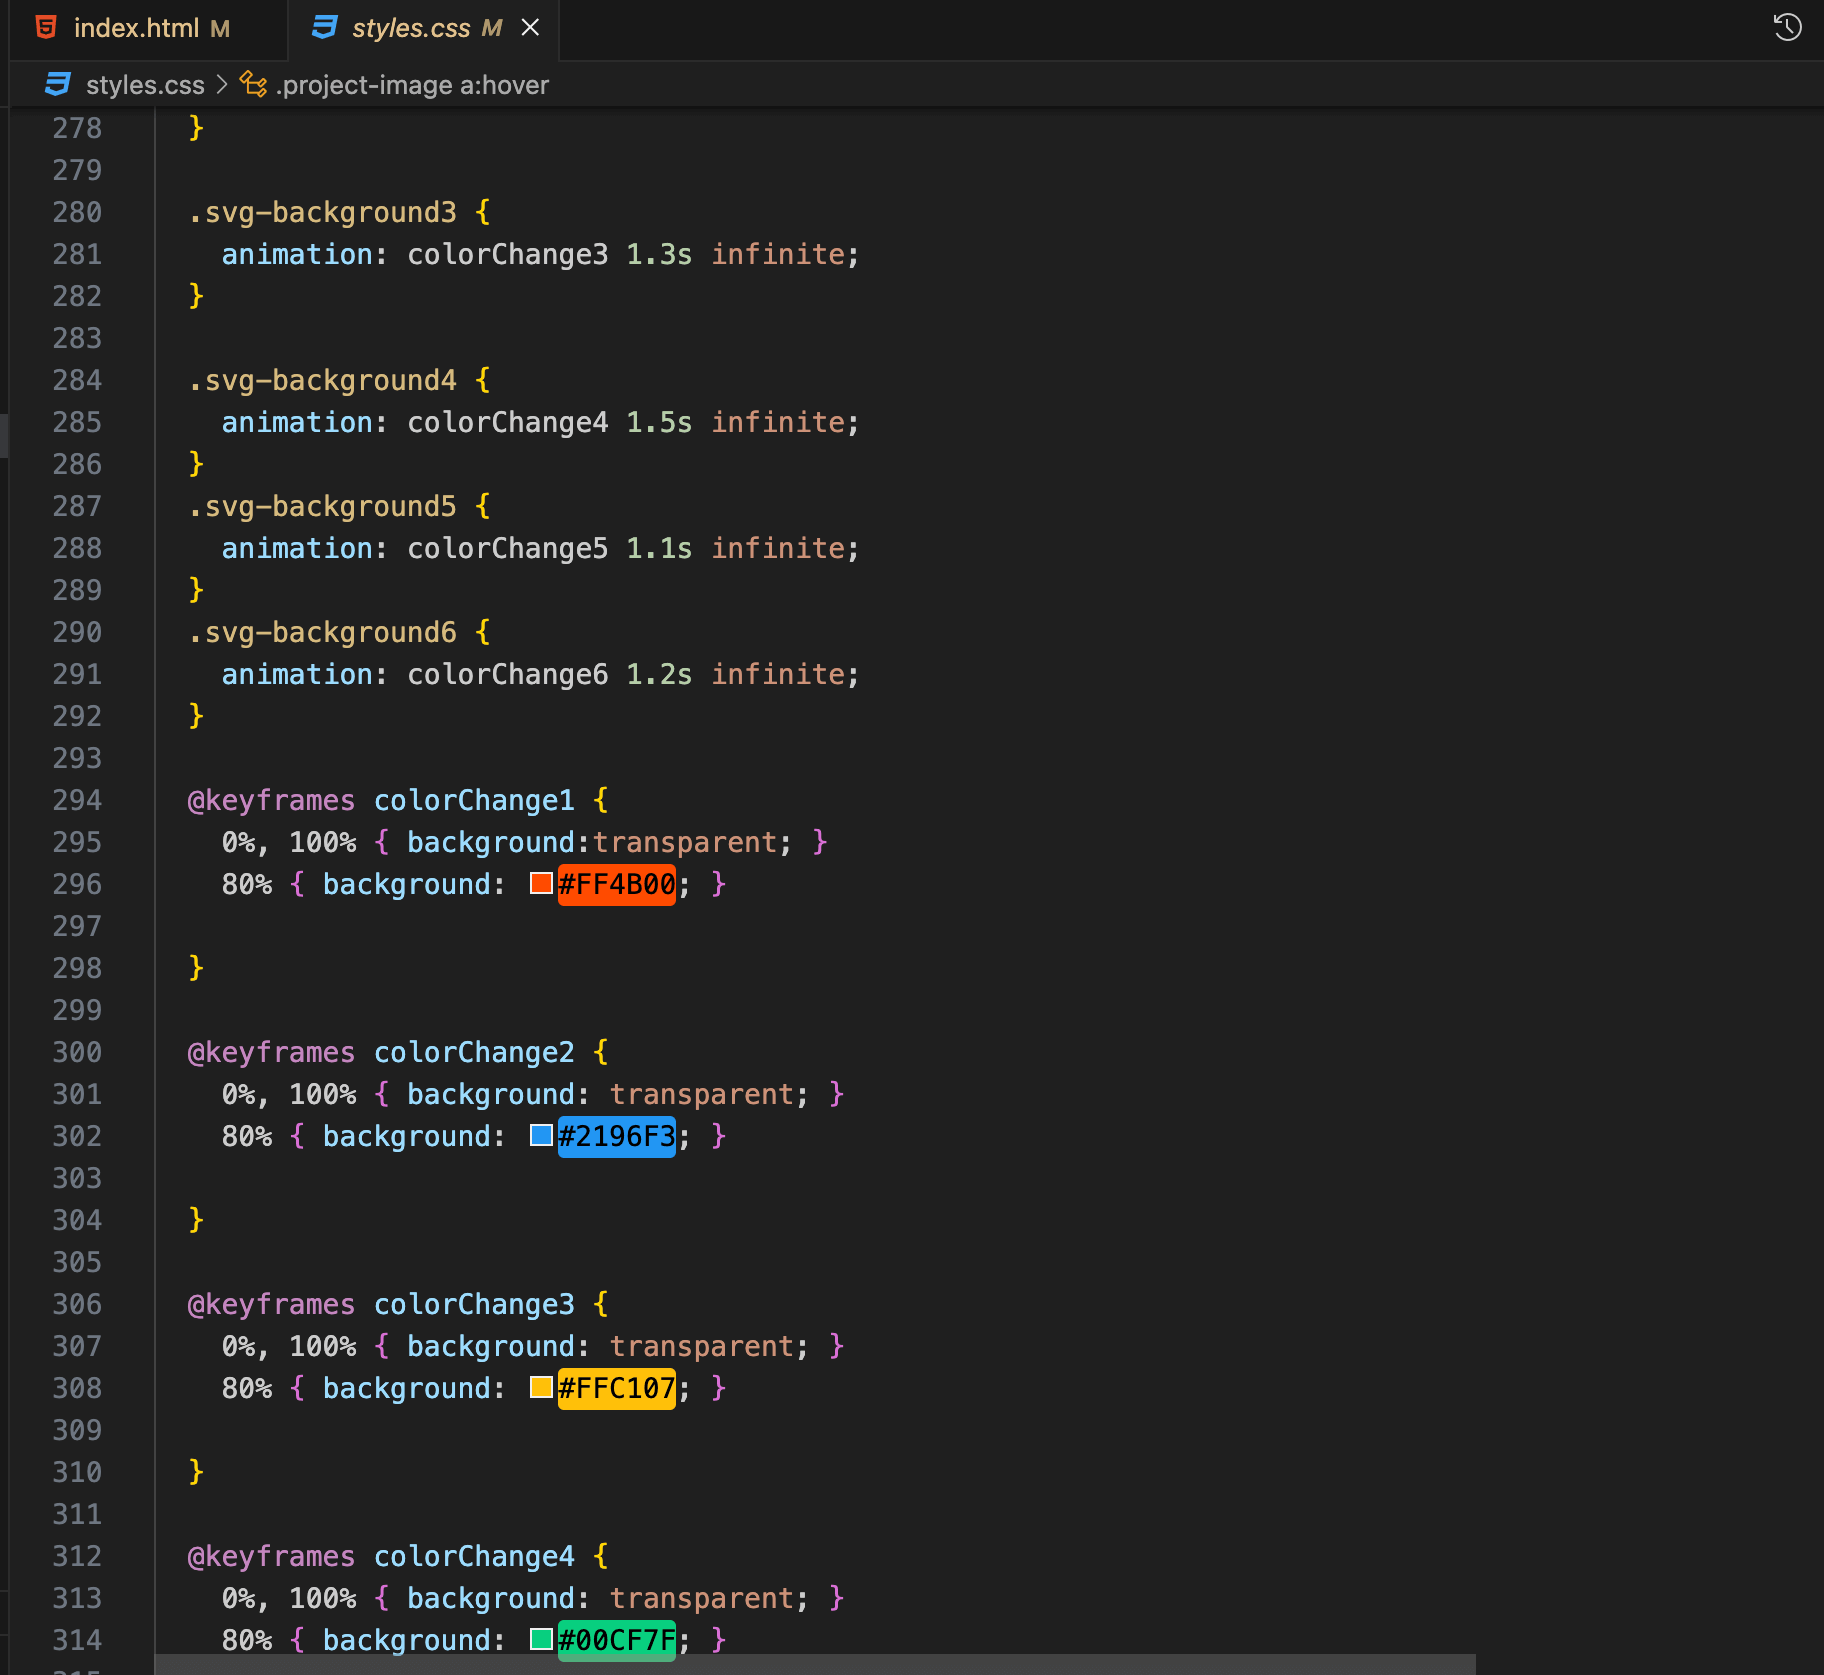 index.html M
styles.css M
styles.css > .project-image a:hover
278 }
279
280 .svg-background3 {
281 animation: colorChange3 1.3s infinite;
282 }
283
284 .svg-background4 {
285 animation: colorChange4 1.5s infinite;
286 }
287 .svg-background5 {
288 animation: colorChange5 1.1s infinite;
289 }
290 .svg-background6 {
291 animation: colorChange6 1.2s infinite;
292 }
293
294 @keyframes colorChange1 {
295 0%, 100% { background:transparent; }
296 80% { background: #FF4B00; }
297
298 }
299
300 @keyframes colorChange2 {
301 0%, 100% { background: transparent; }
302 80% { background: #2196F3; }
303
304 }
305
306 @keyframes colorChange3 {
307 0%, 100% { background: transparent; }
308 80% { background: #FFC107; }
309
310 }
311
312 @keyframes colorChange4 {
313 0%, 100% { background: transparent; }
314 80% { background: #00CF7F; }